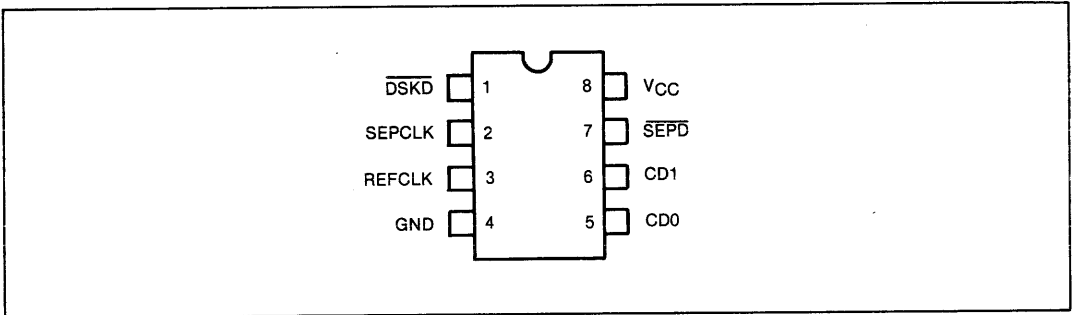 DSKD 1 8 VCC
SEPCLK 2 7 SEPD
REFCLK 3 6 CD1
GND 4 5 CD0